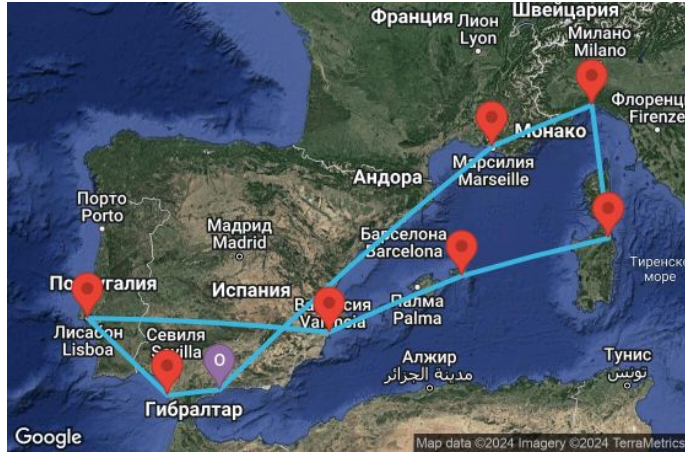 Швейцария
Франция
Лион
Lyon
Милано
Milano
Флоренц
Firenze
Монако
Марсилия
Marseille
Андора
Порто
Porto
Мадрид
Madrid
Барселона
Barcelona
Тиренско
море
Испания
Палма
Palma
Лисабон
Lisboa
Севиля
Алжир
مدينة الجزائر
Тунис
تونس
O
Гибралтар
Google
Map data ©2024 Imagery ©2024 TerraMetrics